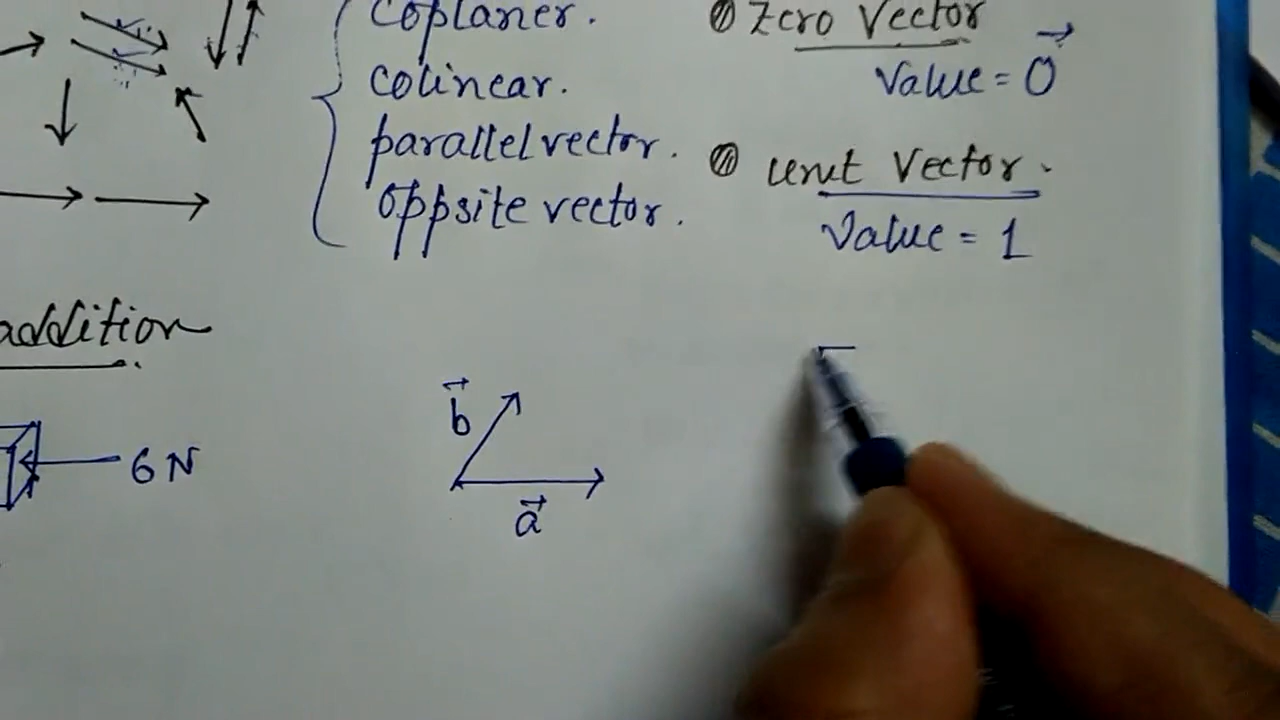 coplaner.
colinear.
parallel vector.
oppsite vector.
zero Vector
Value = 0⃗
unit Vector.
Value = 1
addition
6 N
b⃗
a⃗